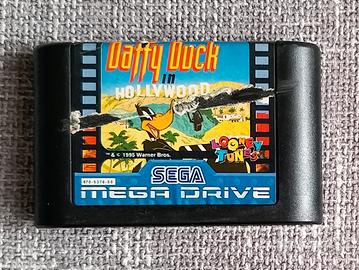 Daffy Duck
IN
HOLLYWOOD
™ & © 1995 Warner Bros.
LOONEY
TUNES
SEGA
MEGA DRIVE